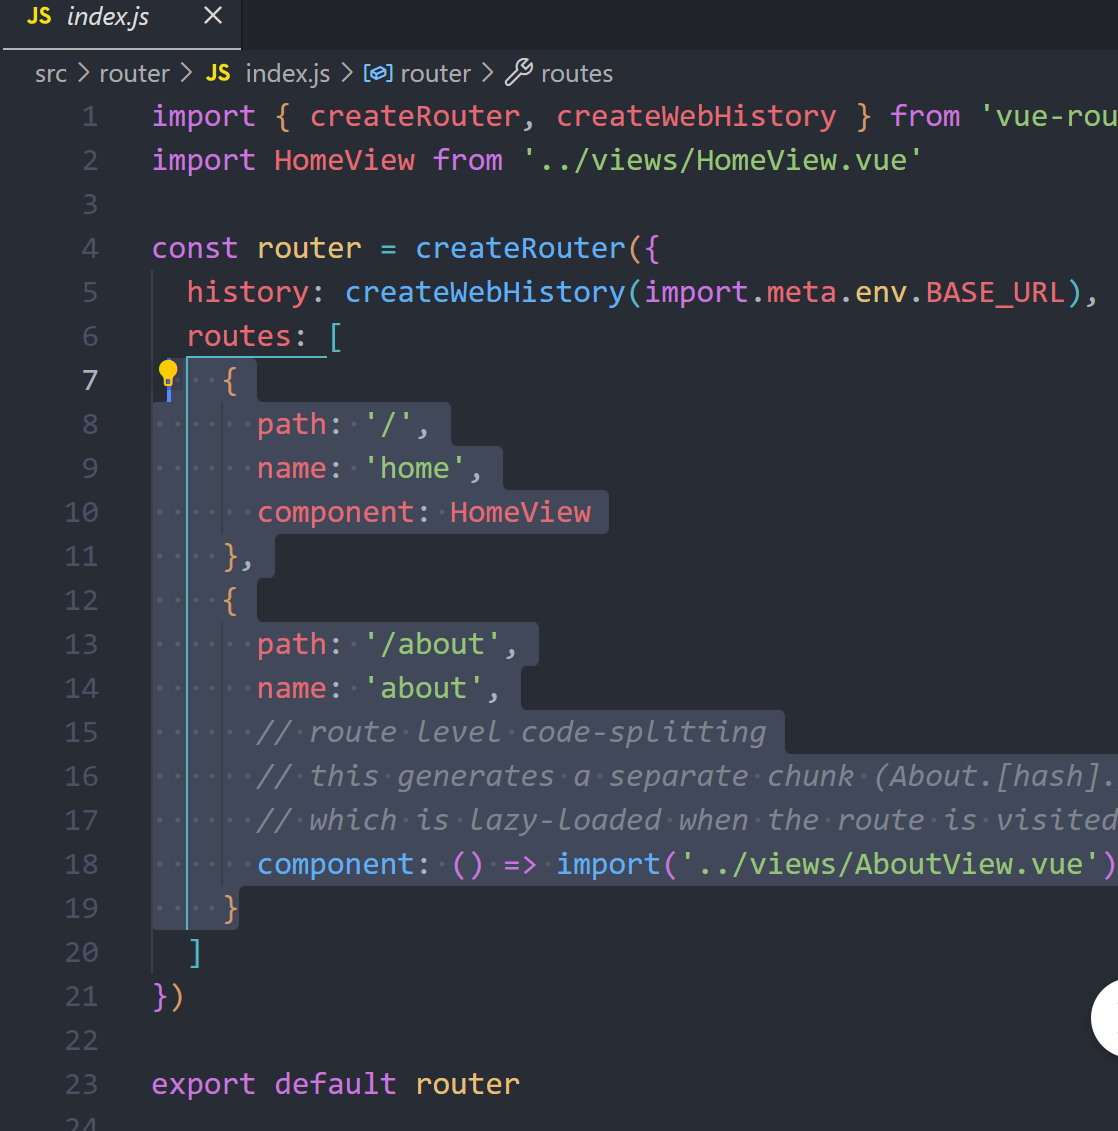 JS index.js ×
src > router > JS index.js > router > routes
1 import { createRouter, createWebHistory } from 'vue-rou
2 import HomeView from '../views/HomeView.vue'
3
4 const router = createRouter({
5 history: createWebHistory(import.meta.env.BASE_URL),
6 routes: [
7 {
8 path: '/',
9 name: 'home',
10 component: HomeView
11 },
12 {
13 path: '/about',
14 name: 'about',
15 // route level code-splitting
16 // this generates a separate chunk (About.[hash].
17 // which is lazy-loaded when the route is visited
18 component: () => import('../views/AboutView.vue')
19 }
20 ]
21 })
22
23 export default router
24